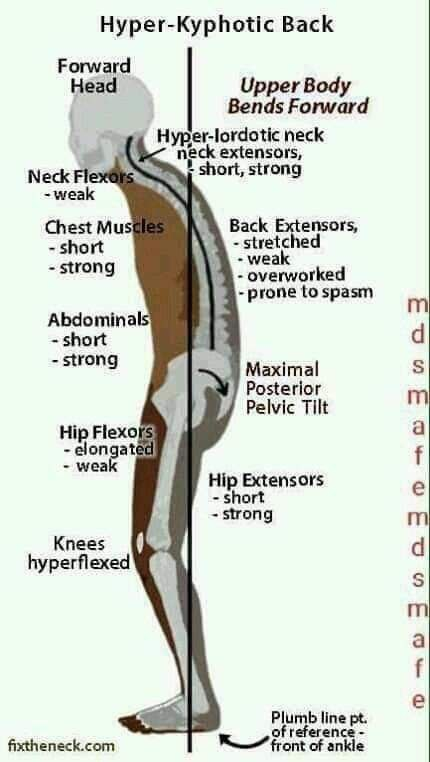 Hyper-Kyphotic Back
Forward
Head
Upper Body
Bends Forward
Hyper-lordotic neck
neck extensors,
- short, strong
Neck Flexors
- weak
Chest Muscles
- short
- strong
Back Extensors,
- stretched
- weak
- overworked
- prone to spasm
Abdominals
- short
- strong
Maximal
Posterior
Pelvic Tilt
Hip Flexors
- elongated
- weak
Hip Extensors
- short
- strong
Knees
hyperflexed
Plumb line pt.
of reference -
front of ankle
fixtheneck.com
mdsmafemdsmafe